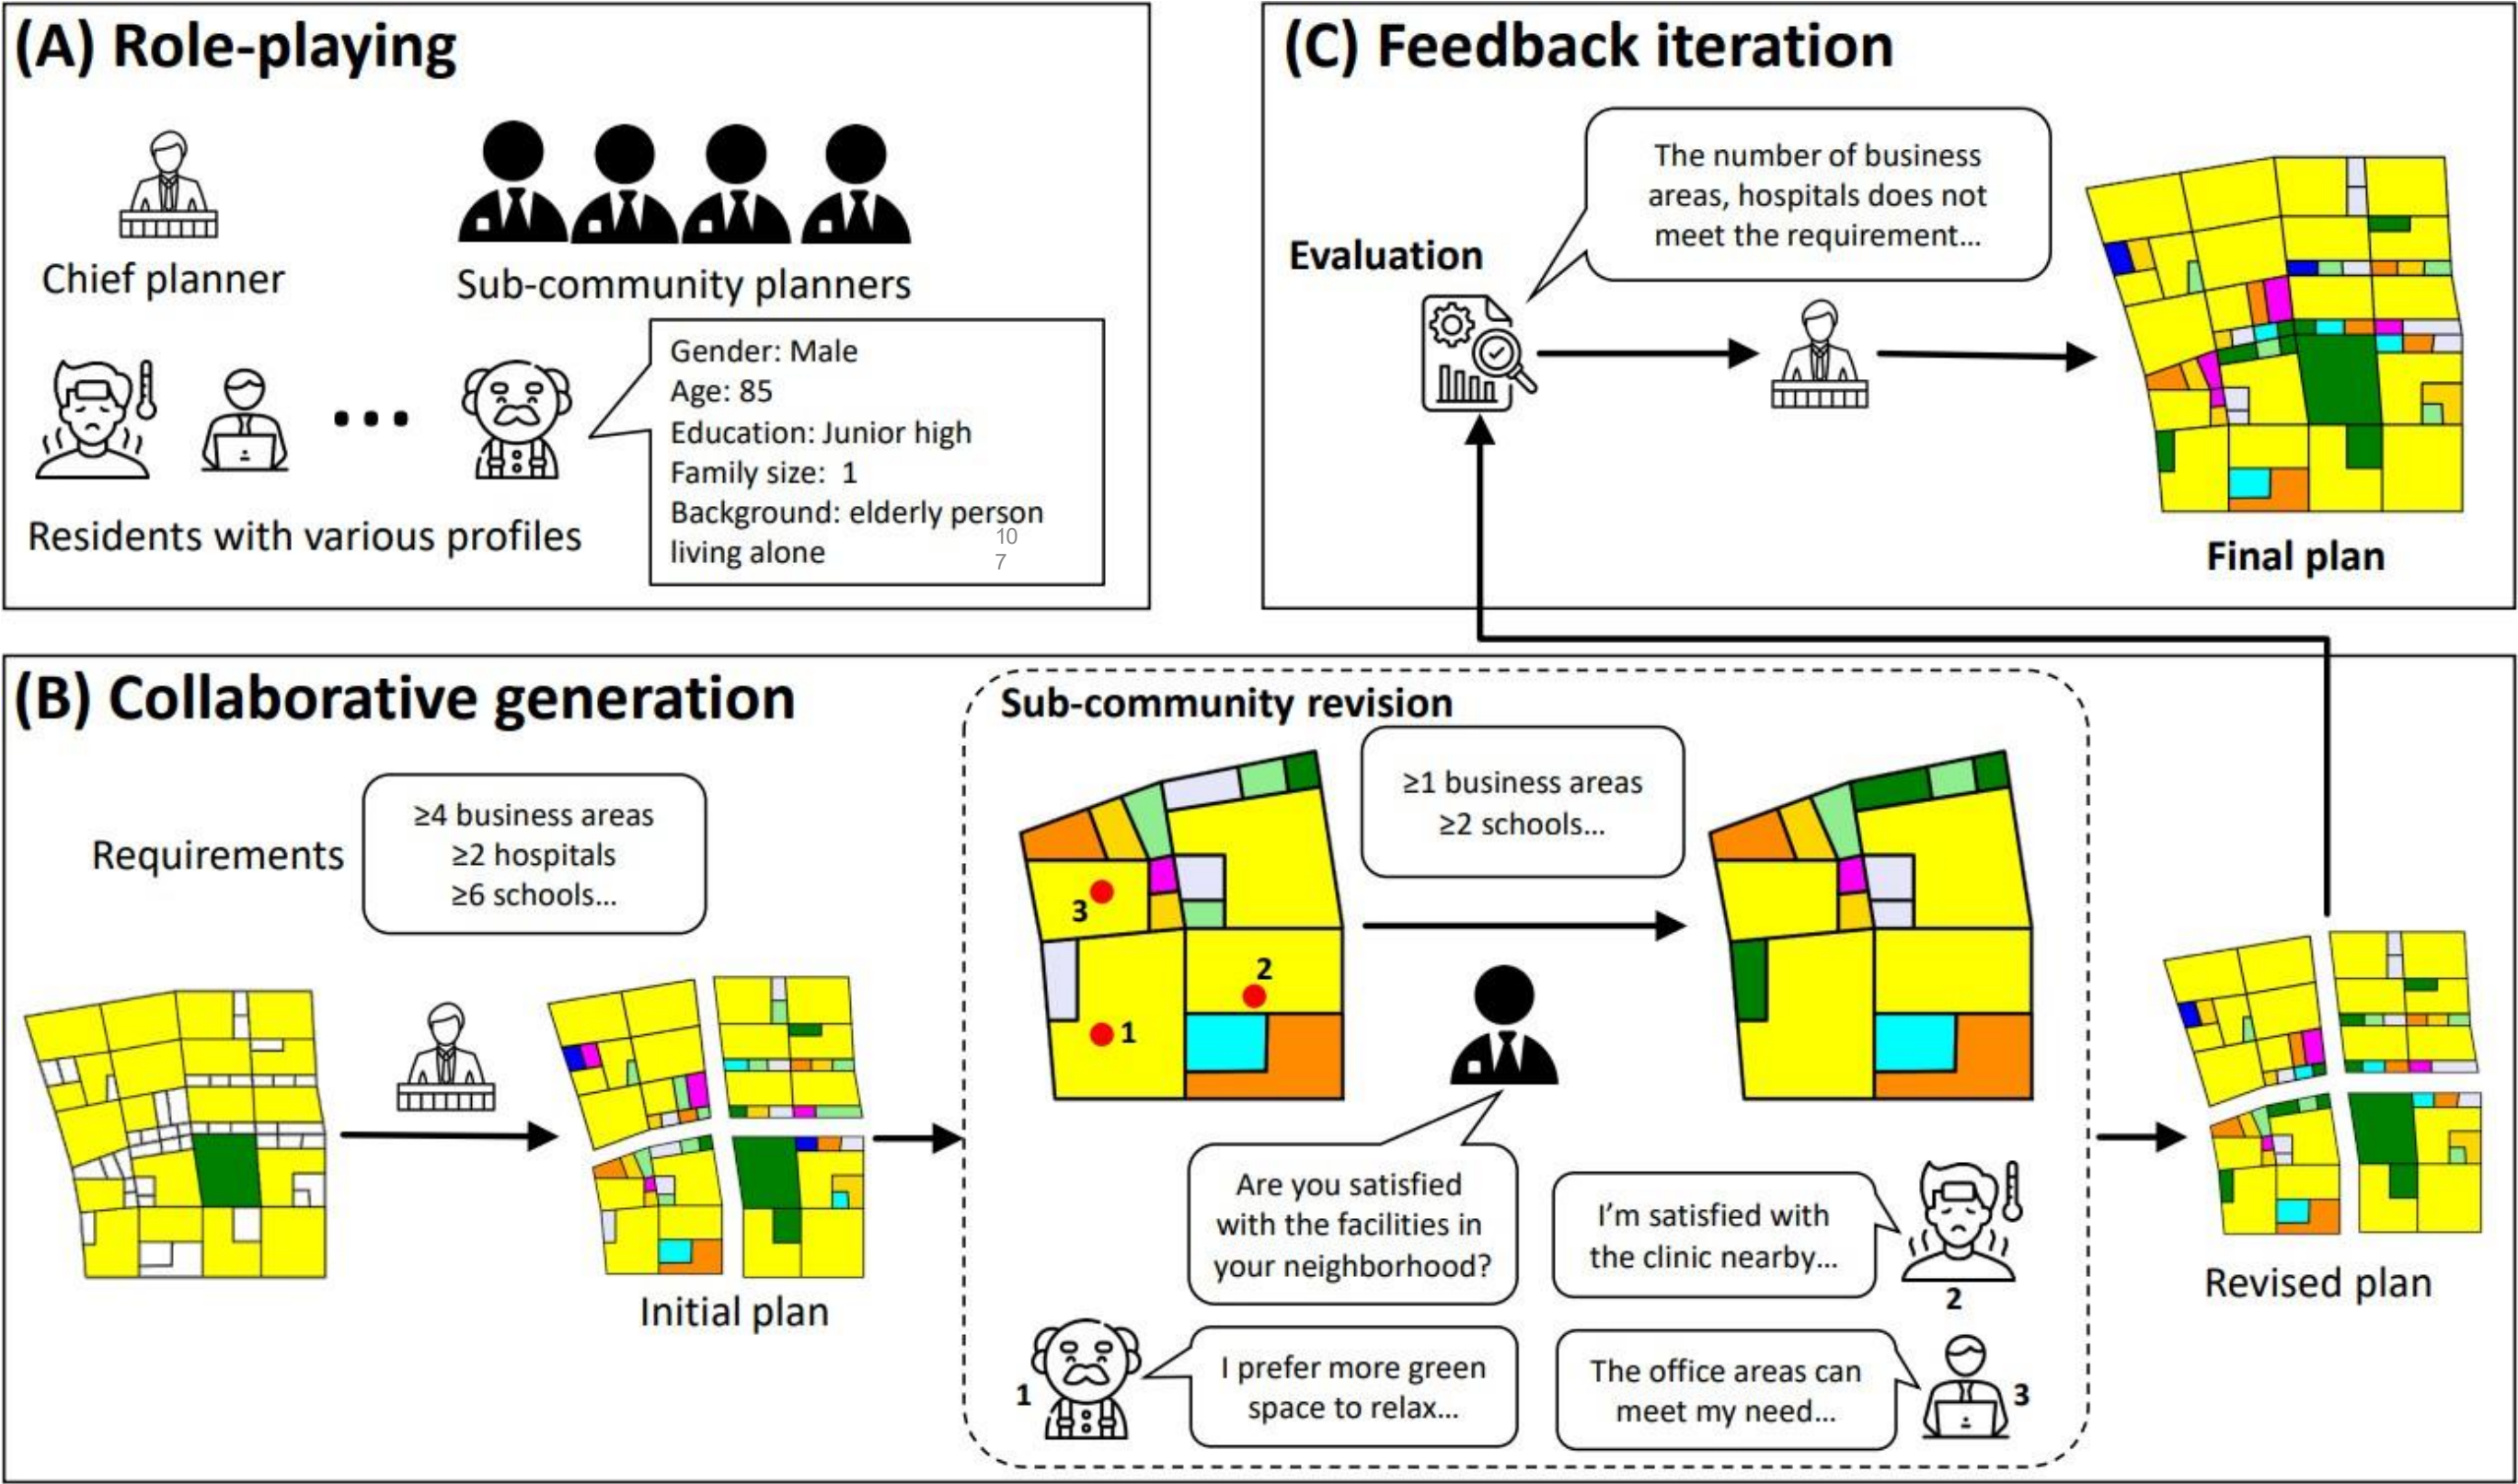 (A) Role-playing
Chief planner
Sub-community planners
Residents with various profiles
Gender: Male
Age: 85
Education: Junior high
Family size: 1
Background: elderly person
living alone
10
7
(C) Feedback iteration
Evaluation
The number of business
areas, hospitals does not
meet the requirement...
Final plan
(B) Collaborative generation
Requirements
≥4 business areas
≥2 hospitals
≥6 schools...
Initial plan
Sub-community revision
3
2
1
≥1 business areas
≥2 schools...
Are you satisfied
with the facilities in
your neighborhood?
I'm satisfied with
the clinic nearby...
2
1
I prefer more green
space to relax...
The office areas can
meet my need...
3
Revised plan